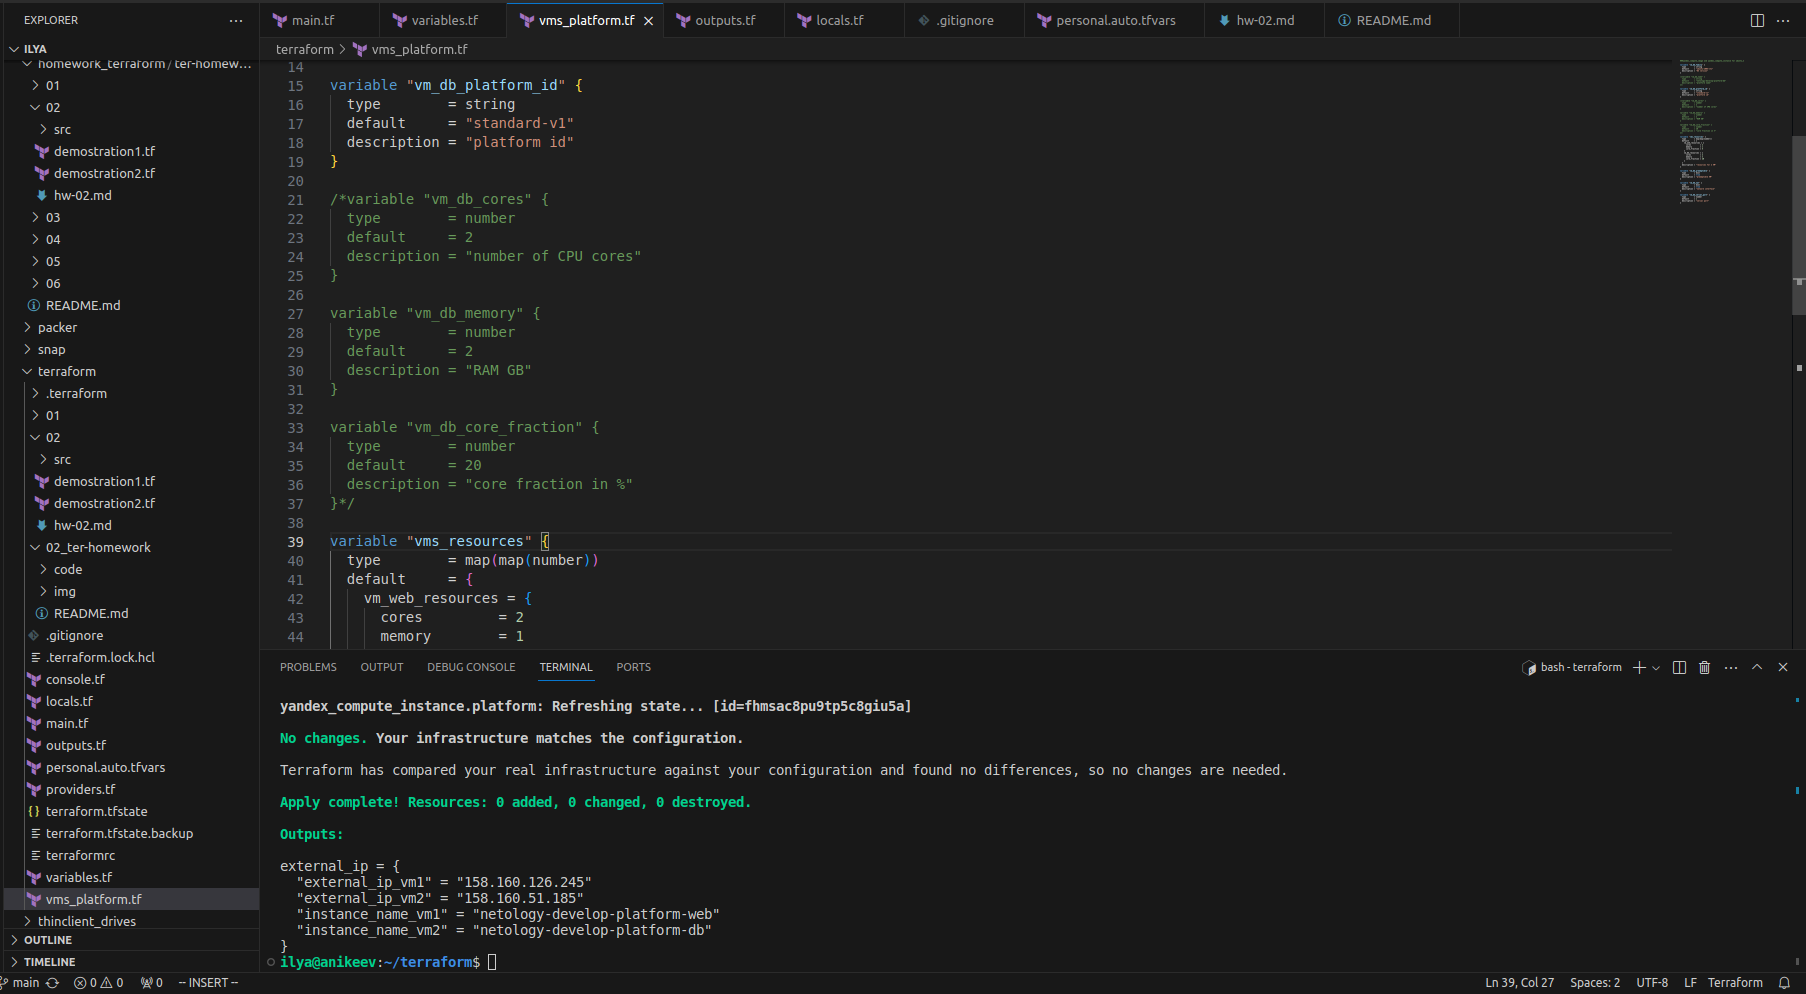 EXPLORER
ILYA
homework_terraform / ter-homew...
01
02
src
demostration1.tf
demostration2.tf
hw-02.md
03
04
05
06
README.md
packer
snap
terraform
.terraform
01
02
src
demostration1.tf
demostration2.tf
hw-02.md
02_ter-homework
code
img
README.md
.gitignore
.terraform.lock.hcl
console.tf
locals.tf
main.tf
outputs.tf
personal.auto.tfvars
providers.tf
terraform.tfstate
terraform.tfstate.backup
terraformrc
variables.tf
vms_platform.tf
thinclient_drives
OUTLINE
TIMELINE
main.tf variables.tf vms_platform.tf outputs.tf locals.tf .gitignore personal.auto.tfvars hw-02.md README.md
terraform > vms_platform.tf
14
15 variable "vm_db_platform_id" {
16 type = string
17 default = "standard-v1"
18 description = "platform id"
19 }
20
21 /*variable "vm_db_cores" {
22 type = number
23 default = 2
24 description = "number of CPU cores"
25 }
26
27 variable "vm_db_memory" {
28 type = number
29 default = 2
30 description = "RAM GB"
31 }
32
33 variable "vm_db_core_fraction" {
34 type = number
35 default = 20
36 description = "core fraction in %"
37 }*/
38
39 variable "vms_resources" {
40 type = map(map(number))
41 default = {
42 vm_web_resources = {
43 cores = 2
44 memory = 1
PROBLEMS OUTPUT DEBUG CONSOLE TERMINAL PORTS
bash - terraform
yandex_compute_instance.platform: Refreshing state... [id=fhmsac8pu9tp5c8giu5a]
No changes. Your infrastructure matches the configuration.
Terraform has compared your real infrastructure against your configuration and found no differences, so no changes are needed.
Apply complete! Resources: 0 added, 0 changed, 0 destroyed.
Outputs:
external_ip = {
"external_ip_vm1" = "158.160.126.245"
"external_ip_vm2" = "158.160.51.185"
"instance_name_vm1" = "netology-develop-platform-web"
"instance_name_vm2" = "netology-develop-platform-db"
}
ilya@anikeev:~/terraform$
main 0 0 0 -- INSERT -- Ln 39, Col 27 Spaces: 2 UTF-8 LF Terraform